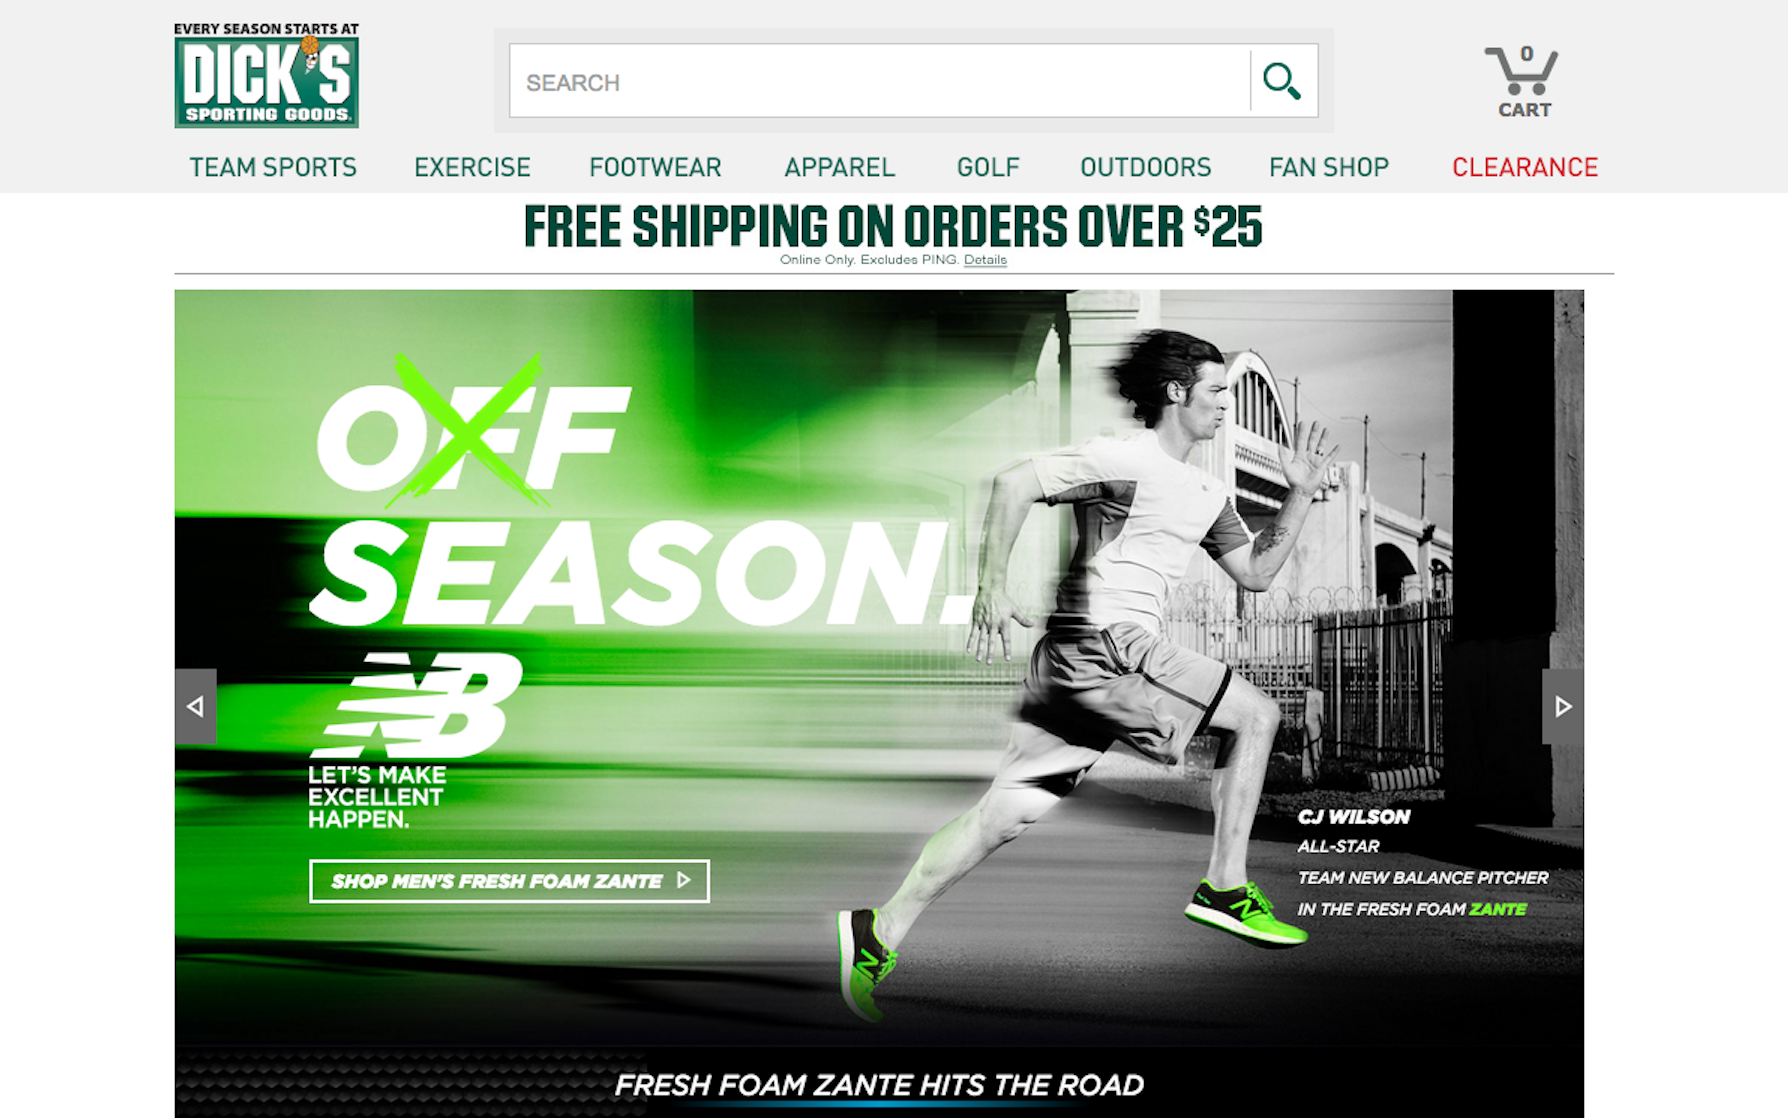 EVERY SEASON STARTS AT
DICK'S
SPORTING GOODS
SEARCH
0
CART
TEAM SPORTS EXERCISE FOOTWEAR APPAREL GOLF OUTDOORS FAN SHOP CLEARANCE
FREE SHIPPING ON ORDERS OVER $25
Online Only. Excludes PING. Details
OFF
SEASON.
NB
LET'S MAKE
EXCELLENT
HAPPEN.
SHOP MEN'S FRESH FOAM ZANTE
CJ WILSON
ALL-STAR
TEAM NEW BALANCE PITCHER
IN THE FRESH FOAM ZANTE
N
N
FRESH FOAM ZANTE HITS THE ROAD